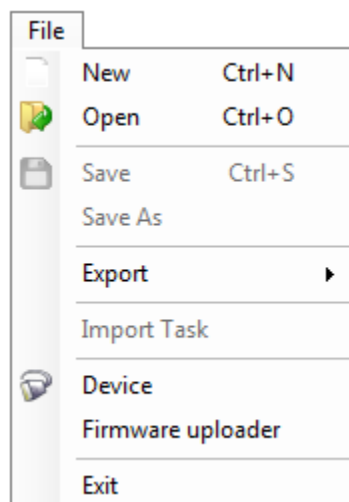 File
New Ctrl+N
Open Ctrl+O
Save Ctrl+S
Save As
Export
Import Task
Device
Firmware uploader
Exit